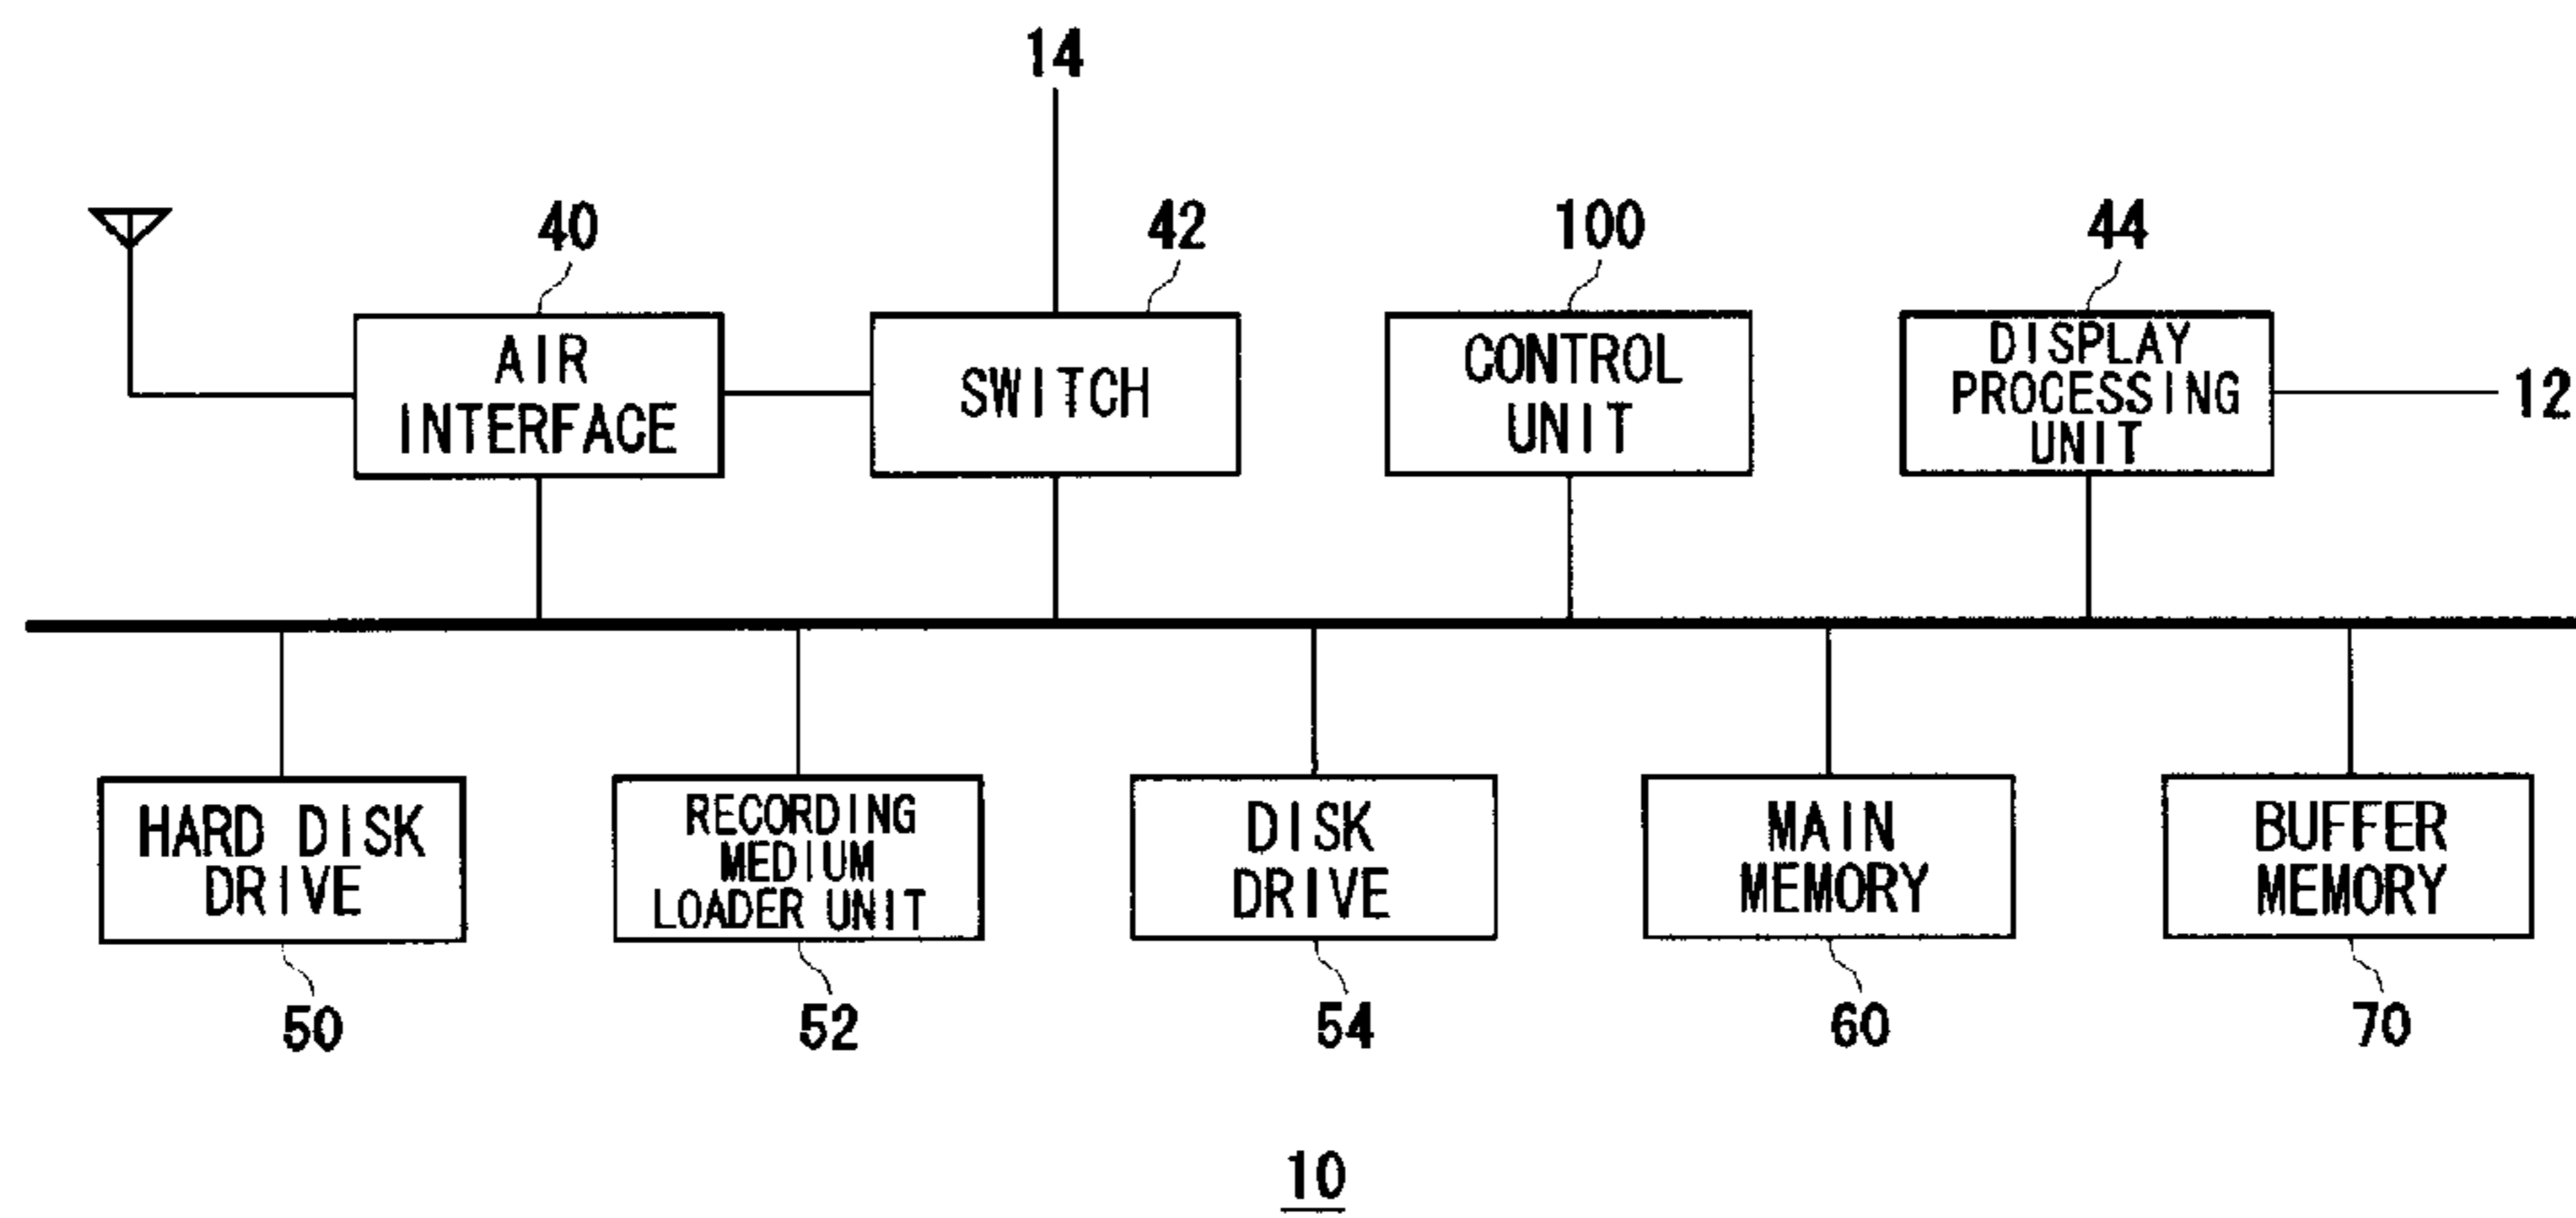 14
40
42
100
44
AIR
INTERFACE
SWITCH
CONTROL
UNIT
DISPLAY
PROCESSING
UNIT
12
HARD DISK
DRIVE
RECORDING
MEDIUM
LOADER UNIT
DISK
DRIVE
MAIN
MEMORY
BUFFER
MEMORY
50
52
54
60
70
10